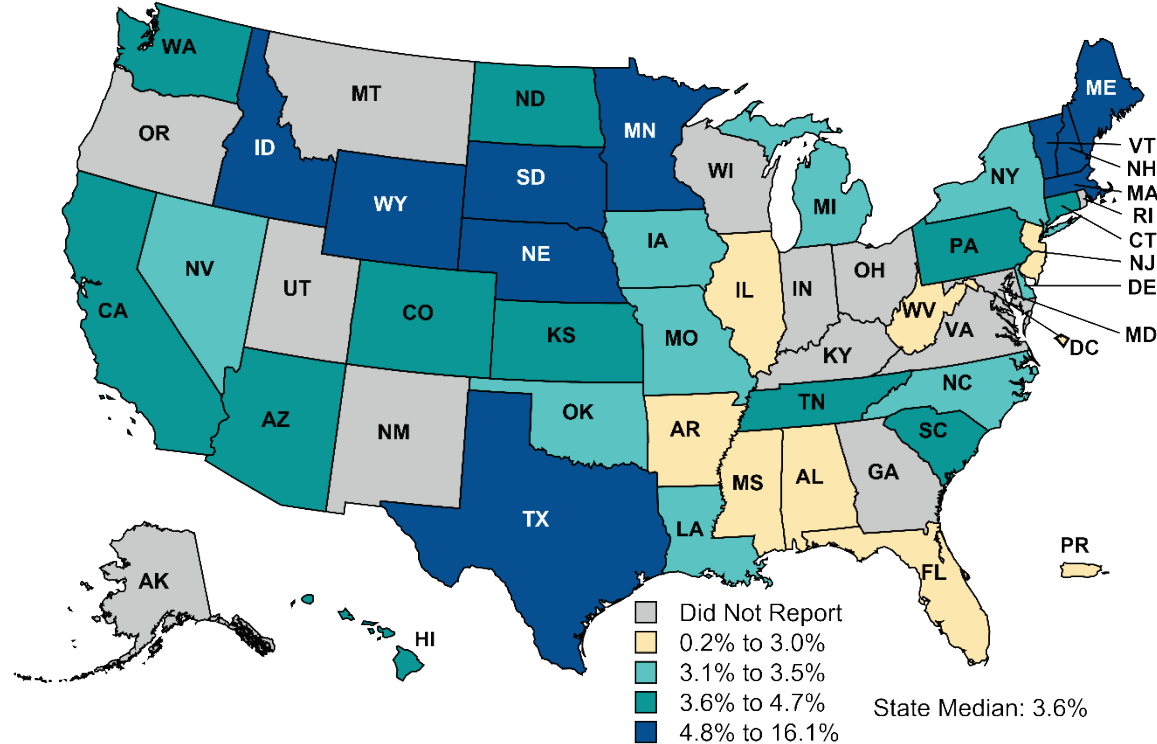 WA
MT
ND
MN
ME
OR
ID
VT
WI
NH
SD
NY
MA
WY
MI
RI
IA
CT
PA
NE
NJ
NV
OH
DE
UT
IL
IN
CA
CO
WV
MD
KS
MO
VA
DC
KY
NC
TN
AZ
OK
NM
AR
SC
GA
MS
AL
TX
LA
PR
AK
FL
HI
Did Not Report
0.2% to 3.0%
3.1% to 3.5%
3.6% to 4.7%
State Median: 3.6%
4.8% to 16.1%